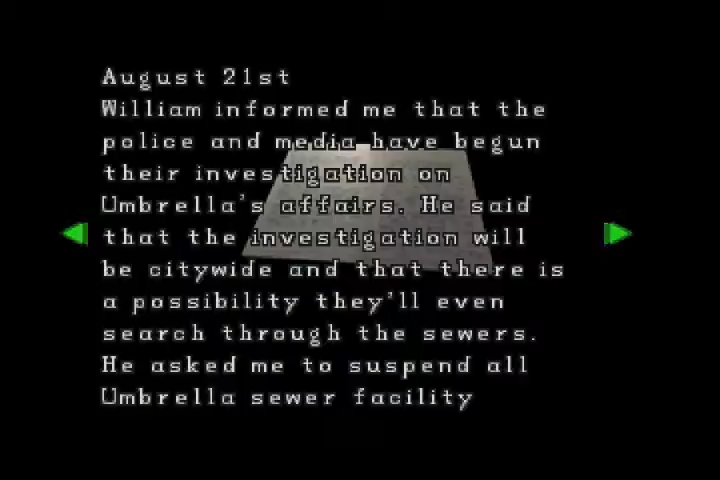 August 21st
William informed me that the
police and media have begun
their investigation on
Umbrella's affairs. He said
that the investigation will
be citywide and that there is
a possibility they'll even
search through the sewers.
He asked me to suspend all
Umbrella sewer facility